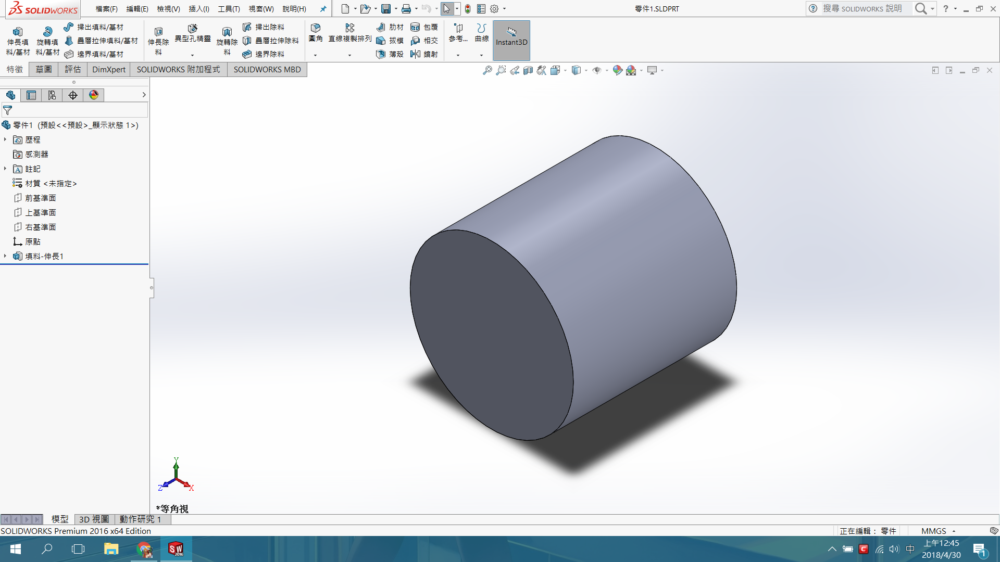 SOLIDWORKS
檔案(F) 編輯(E) 檢視(V) 插入(I) 工具(T) 視窗(W) 說明(H)
零件1.SLDPRT
搜尋 SOLIDWORKS 說明
伸長填料/基材
旋轉填料/基材
掃出填料/基材
疊層拉伸填料/基材
邊界填料/基材
伸長除料
異型孔精靈
旋轉除料
掃出除料
疊層拉伸除料
邊界除料
圓角
直線複製排列
肋材
拔模
薄殼
包覆
相交
鏡射
參考...
曲線
Instant3D
特徵 草圖 評估 DimXpert SOLIDWORKS 附加程式 SOLIDWORKS MBD
零件1 (預設<<預設>_顯示狀態 1>)
歷程
感測器
註記
材質 <未指定>
前基準面
上基準面
右基準面
原點
填料-伸長1
Y
Z
X
*等角視
模型 3D 視圖 動作研究 1
SOLIDWORKS Premium 2016 x64 Edition
正在編輯: 零件
MMGS
SW
2016
中
上午12:45
2018/4/30
1